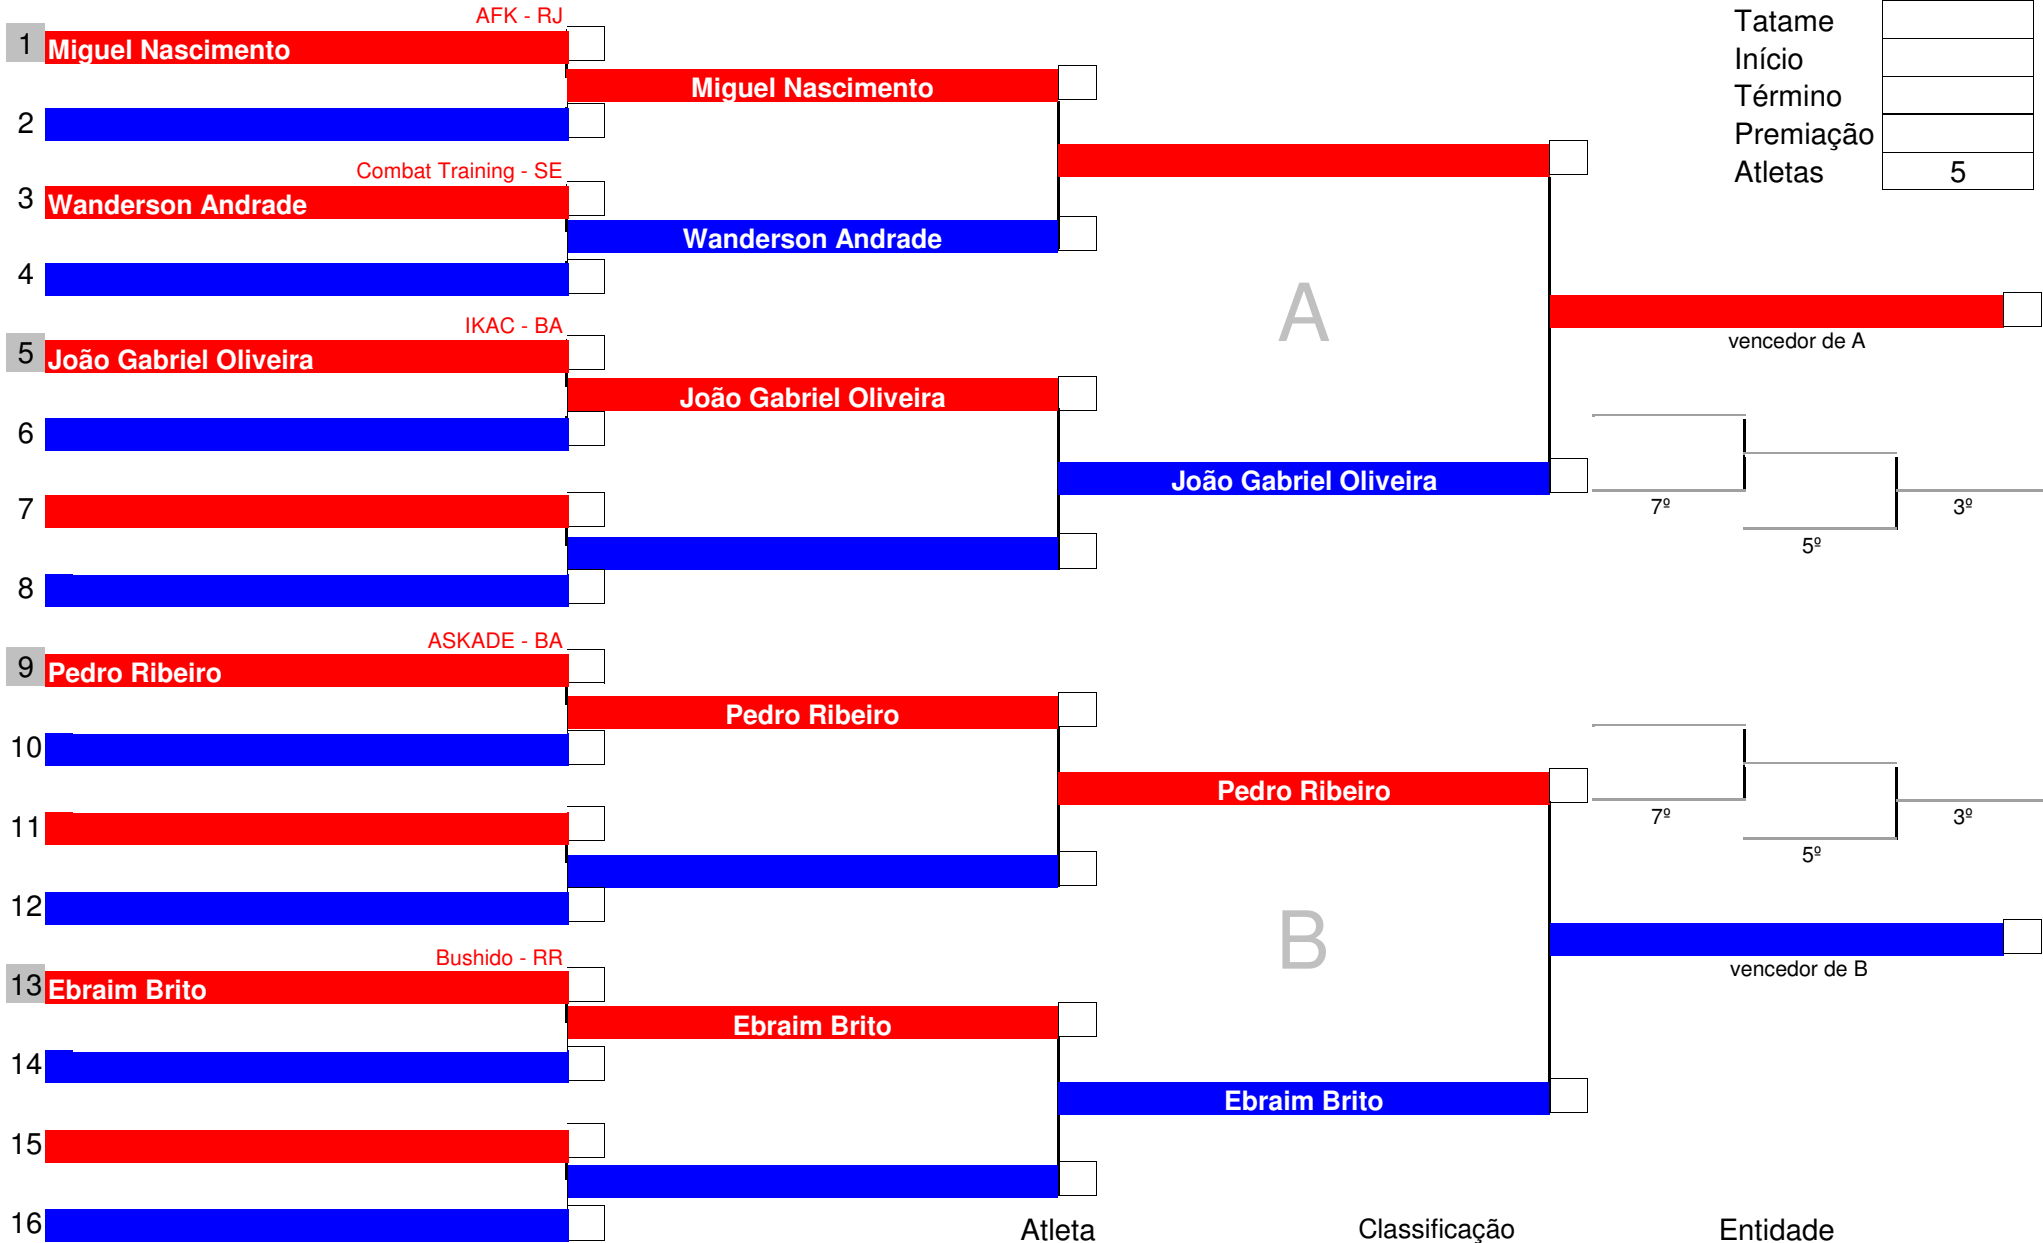 AFK - RJ
1 Miguel Nascimento
Miguel Nascimento
2
Combat Training - SE
3 Wanderson Andrade
Wanderson Andrade
4
IKAC - BA
5 João Gabriel Oliveira
João Gabriel Oliveira
6
João Gabriel Oliveira
7
8
ASKADE - BA
9 Pedro Ribeiro
Pedro Ribeiro
10
Pedro Ribeiro
11
12
Bushido - RR
13 Ebraim Brito
Ebraim Brito
14
Ebraim Brito
15
16
A
B
Tatame
Início
Término
Premiação
Atletas 5
vencedor de A
7º
3º
5º
7º
3º
5º
vencedor de B
Atleta Classificação Entidade